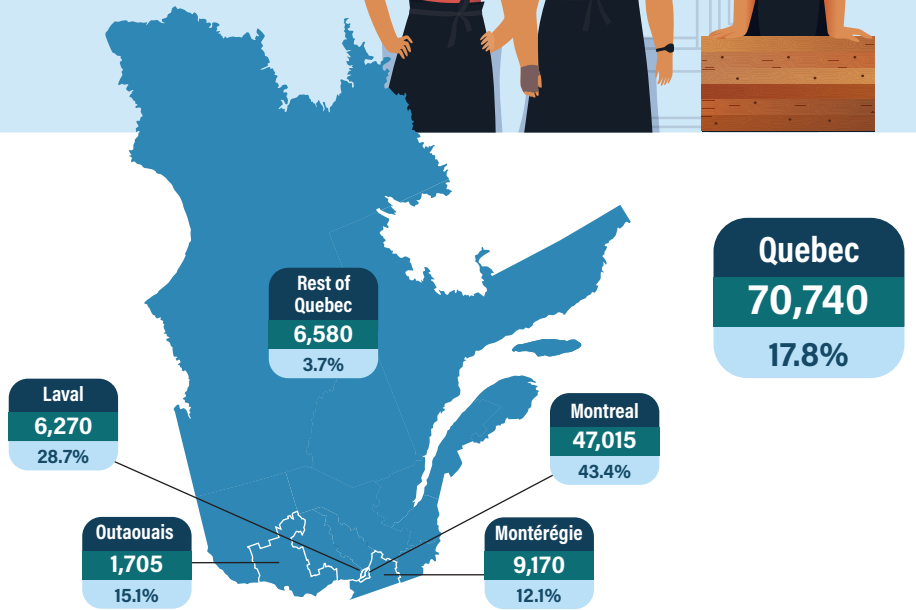 Quebec
70,740
17.8%
Rest of
Quebec
6,580
3.7%
Laval
6,270
28.7%
Montreal
47,015
43.4%
Outaouais
1,705
15.1%
Montérégie
9,170
12.1%